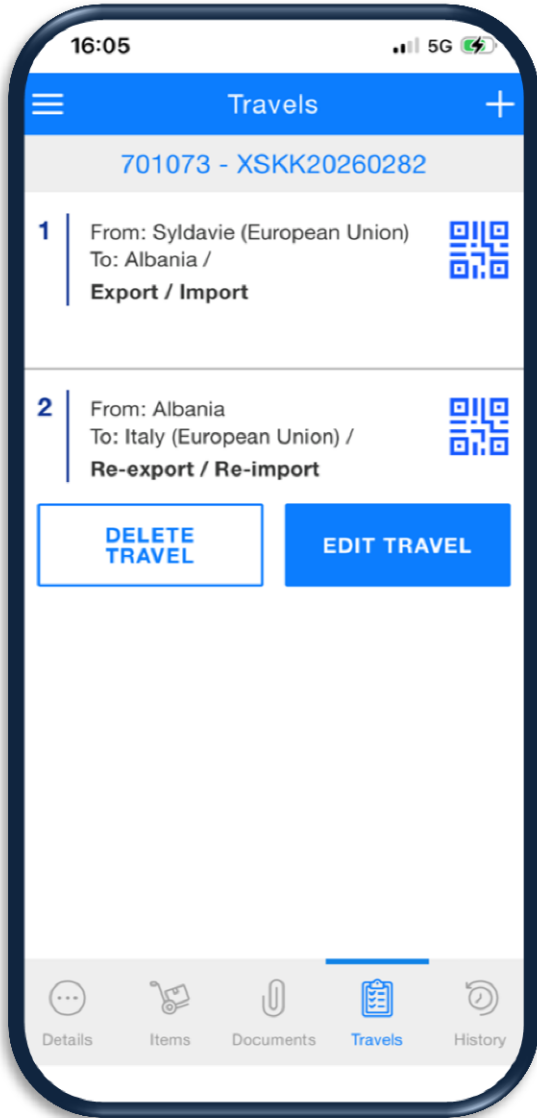 16:05
5G
Travels
701073 - XSKK20260282
1
From: Syldavie (European Union)
To: Albania /
Export / Import
2
From: Albania
To: Italy (European Union) /
Re-export / Re-import
DELETE
TRAVEL
EDIT TRAVEL
Details
Items
Documents
Travels
History